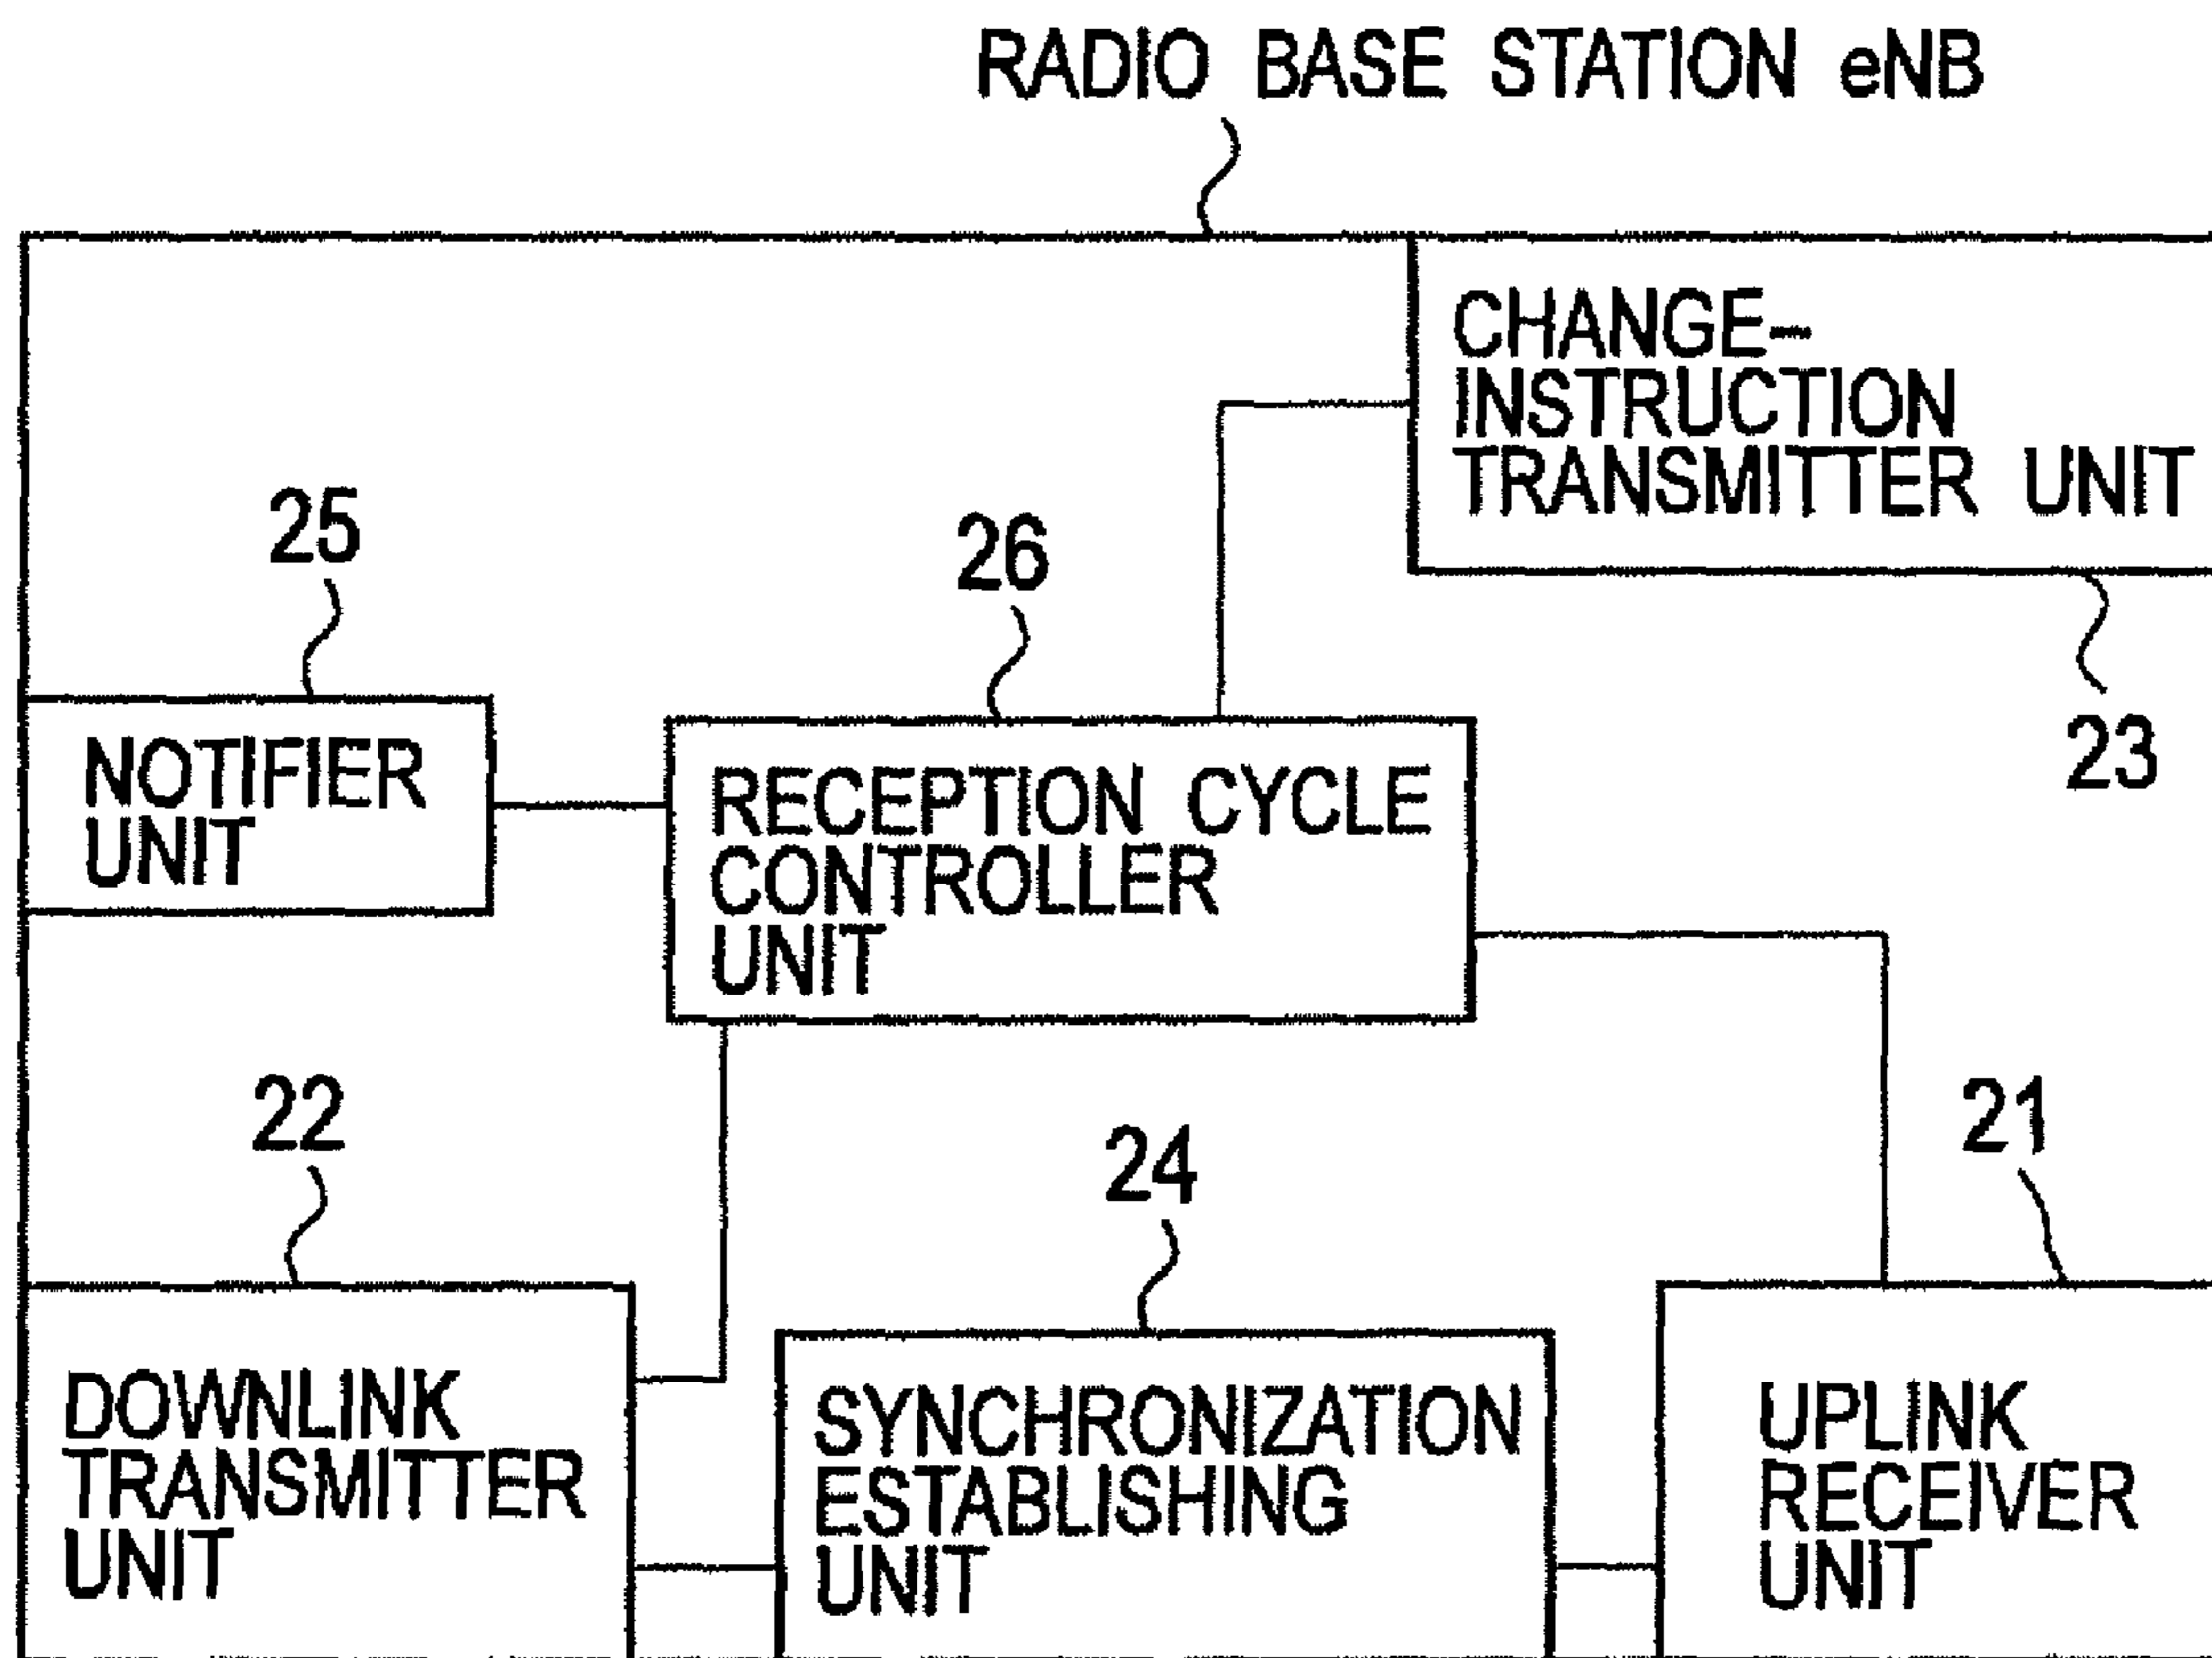 RADIO BASE STATION eNB
CHANGE-
INSTRUCTION
TRANSMITTER UNIT
25
26
23
NOTIFIER
UNIT
RECEPTION CYCLE
CONTROLLER
UNIT
22
24
21
DOWNLINK
TRANSMITTER
UNIT
SYNCHRONIZATION
ESTABLISHING
UNIT
UPLINK
RECEIVER
UNIT